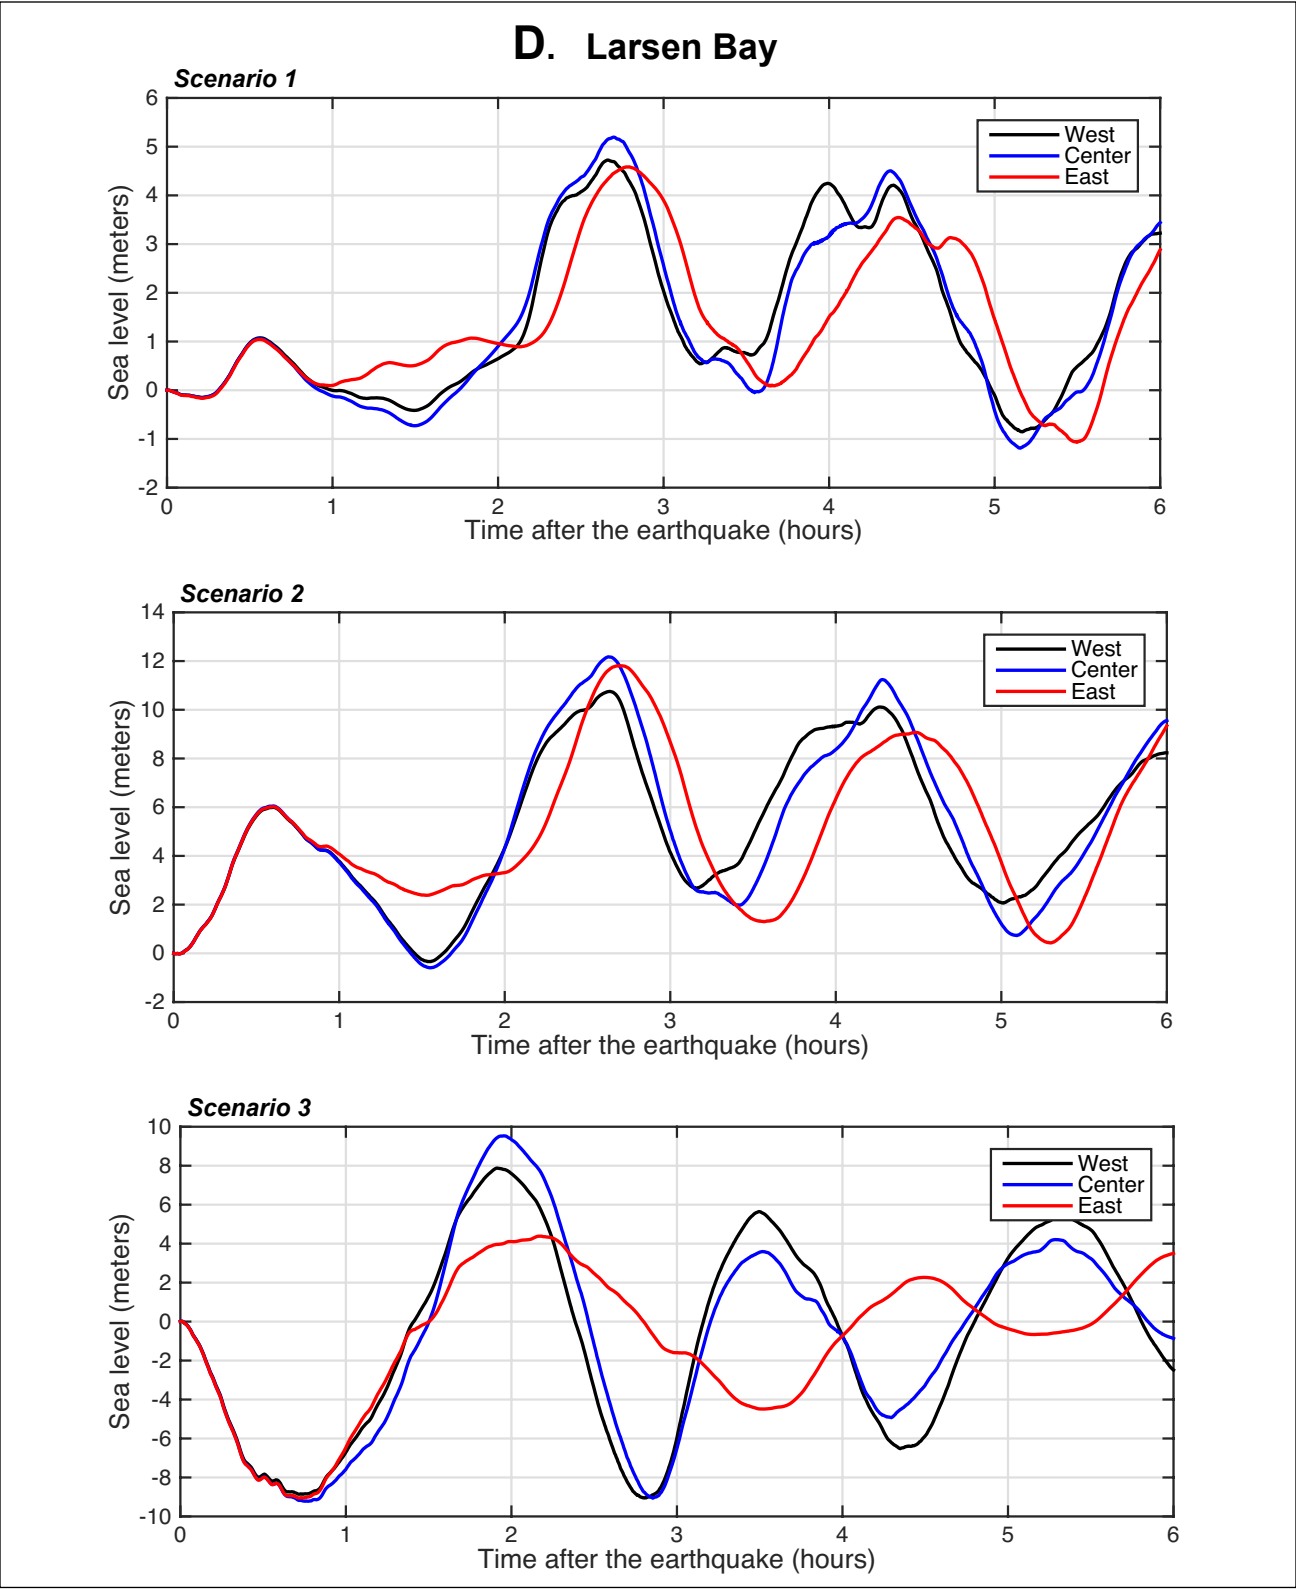 D. Larsen Bay
Scenario 1
6
5
4
3
2
1
0
-1
-2
Sea level (meters)
West
Center
East
0 1 2 3 4 5 6
Time after the earthquake (hours)
Scenario 2
14
12
10
8
6
4
2
0
-2
Sea level (meters)
West
Center
East
0 1 2 3 4 5 6
Time after the earthquake (hours)
Scenario 3
10
8
6
4
2
0
-2
-4
-6
-8
-10
Sea level (meters)
West
Center
East
0 1 2 3 4 5 6
Time after the earthquake (hours)